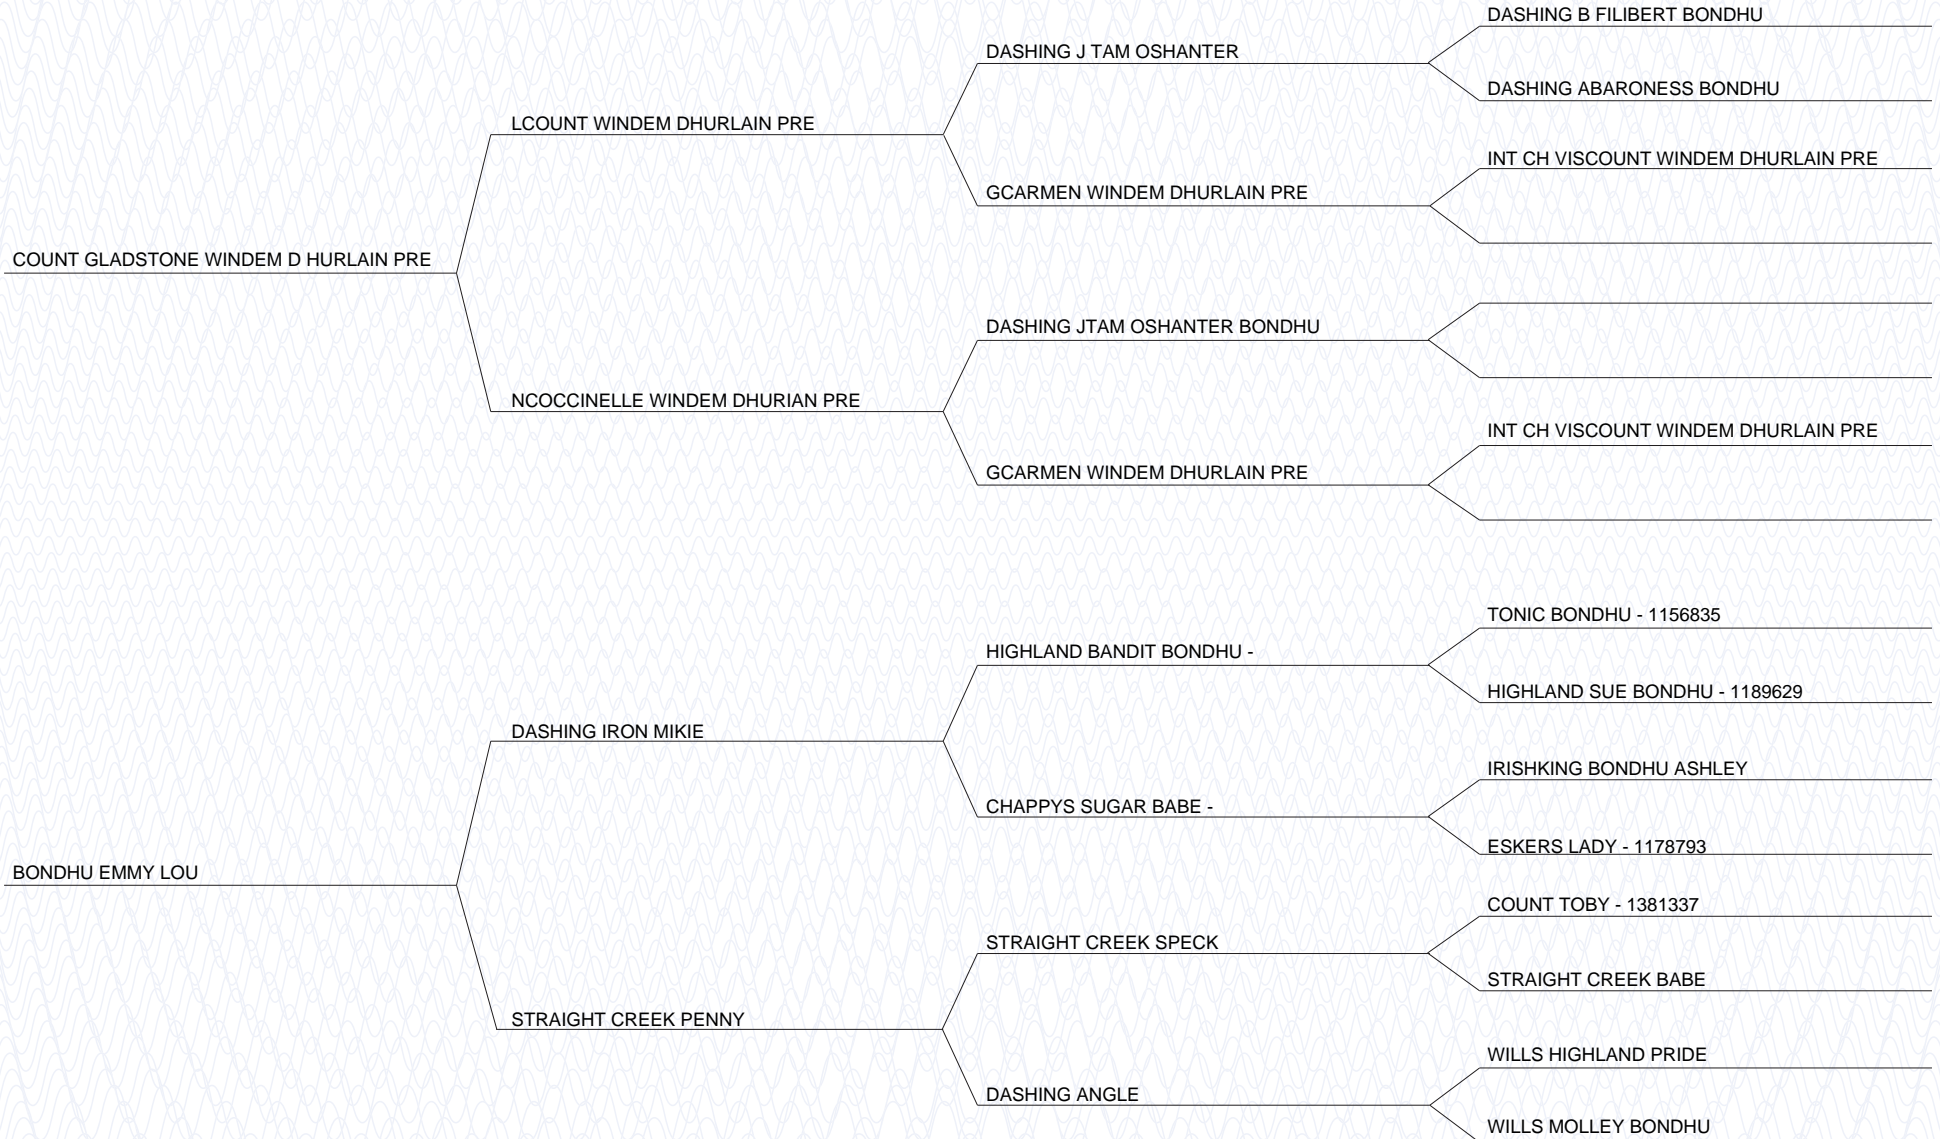 DASHING B FILIBERT BONDHU
DASHING J TAM OSHANTER
DASHING ABARONESS BONDHU
LCOUNT WINDEM DHURLAIN PRE
INT CH VISCOUNT WINDEM DHURLAIN PRE
GCARMEN WINDEM DHURLAIN PRE
COUNT GLADSTONE WINDEM D HURLAIN PRE
DASHING JTAM OSHANTER BONDHU
NCOCCINELLE WINDEM DHURIAN PRE
INT CH VISCOUNT WINDEM DHURLAIN PRE
GCARMEN WINDEM DHURLAIN PRE
TONIC BONDHU - 1156835
HIGHLAND BANDIT BONDHU -
HIGHLAND SUE BONDHU - 1189629
DASHING IRON MIKIE
IRISHKING BONDHU ASHLEY
CHAPPYS SUGAR BABE -
ESKERS LADY - 1178793
BONDHU EMMY LOU
COUNT TOBY - 1381337
STRAIGHT CREEK SPECK
STRAIGHT CREEK BABE
STRAIGHT CREEK PENNY
WILLS HIGHLAND PRIDE
DASHING ANGLE
WILLS MOLLEY BONDHU